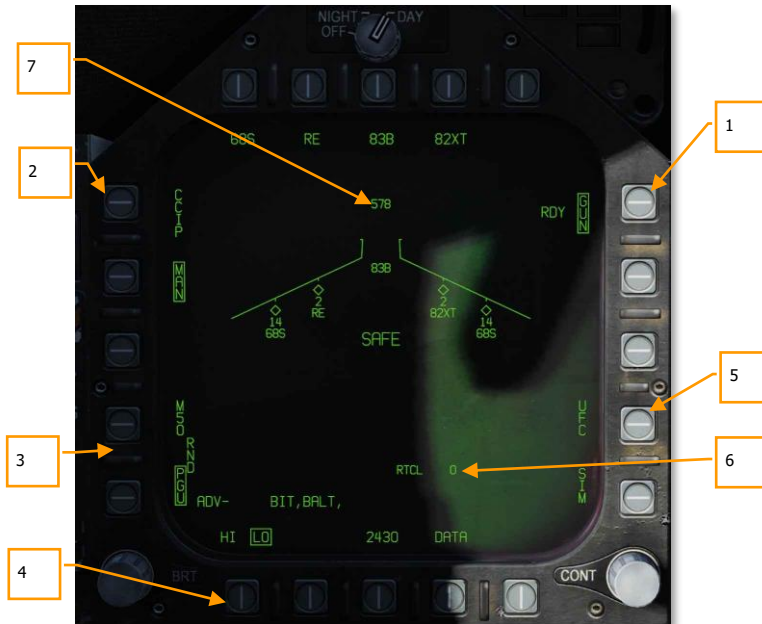 NIGHT DAY
OFF
7
68S RE 83B 82XT
1
2
CCIP
578
RDY GUN
83B
MAN
2
RE
2
82XT
14
68S
14
68S
SAFE
5
M50
UFC
RND
3
6
RTCL 0
PGU
SIM
ADV- BIT,BALT,
HI LO 2430 DATA
4
BRT
CONT